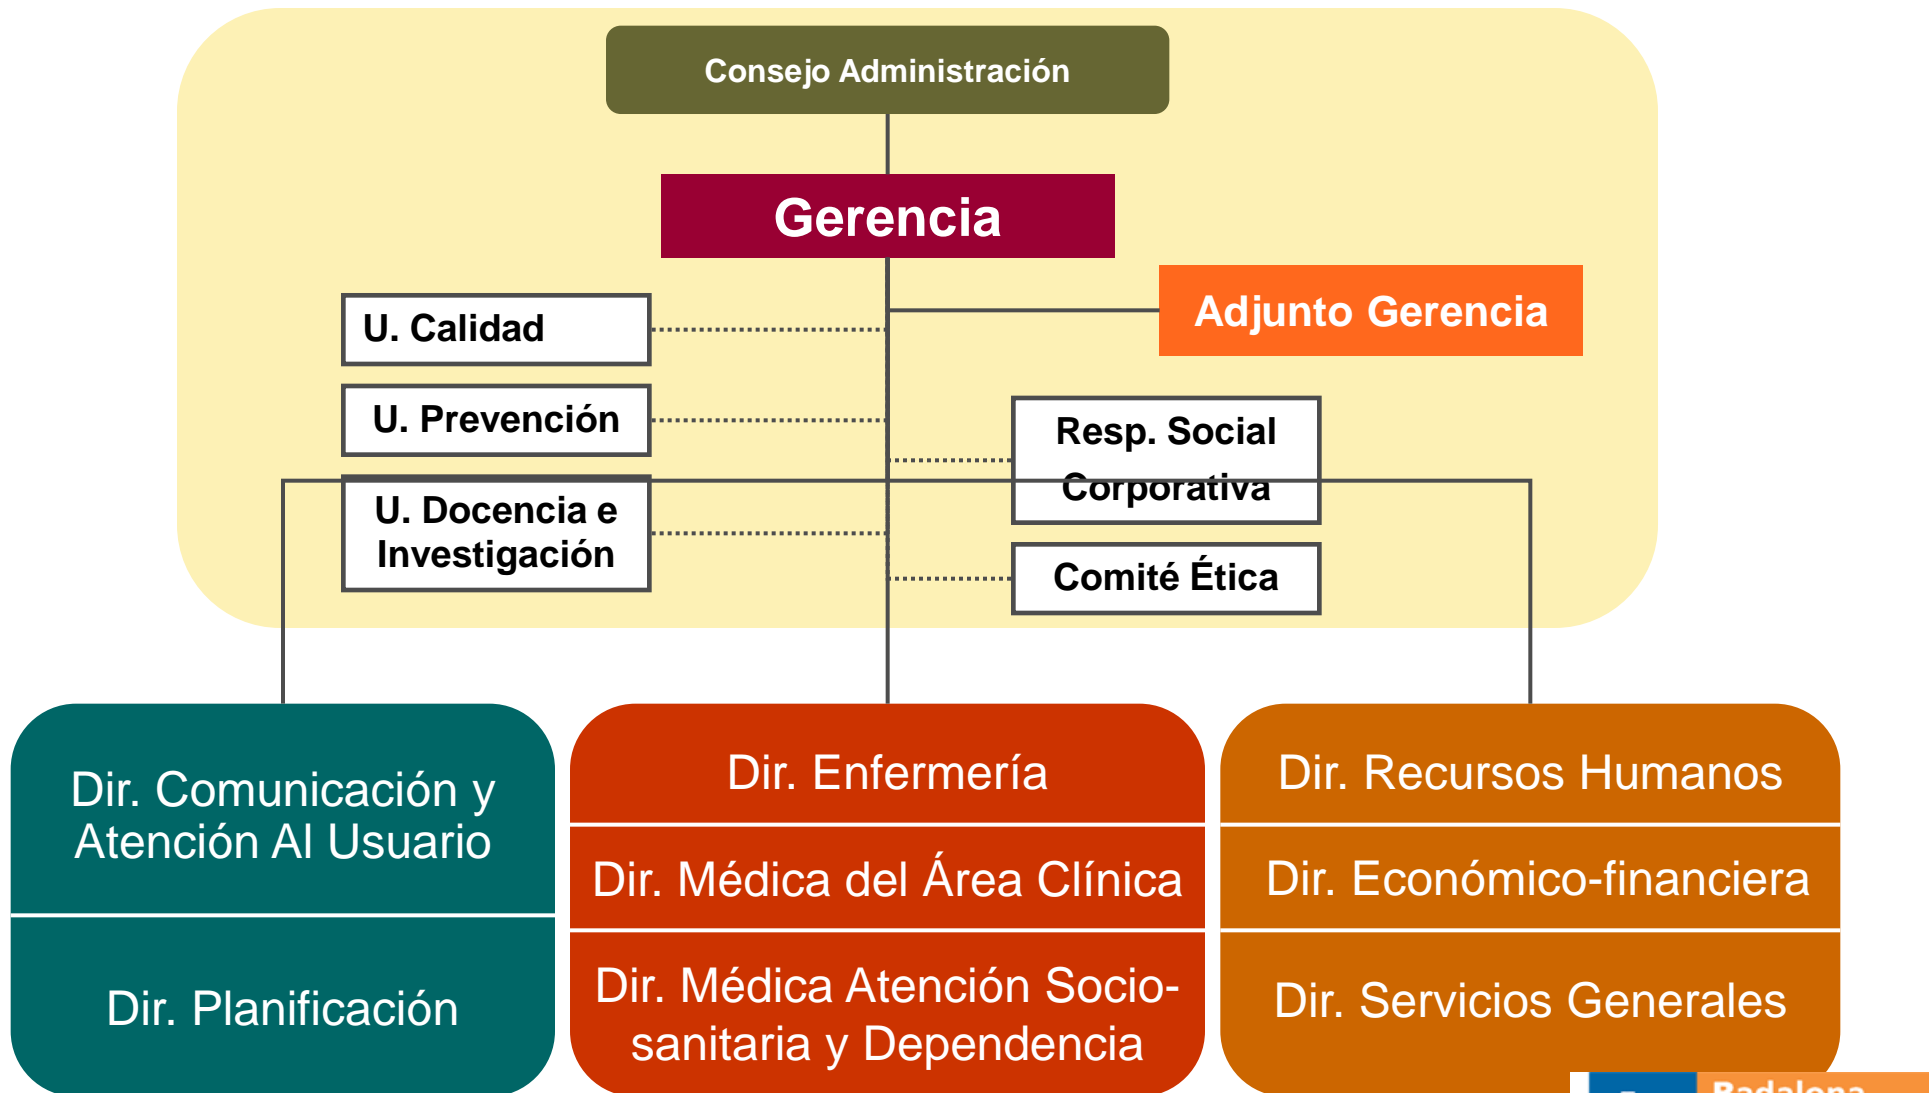 Consejo Administración
Gerencia
Adjunto Gerencia
U. Calidad
U. Prevención
Resp. Social
Corporativa
U. Docencia e
Investigación
Comité Ética
Dir. Comunicación y
Atención Al Usuario
Dir. Planificación
Dir. Enfermería
Dir. Médica del Área Clínica
Dir. Médica Atención Socio-
sanitaria y Dependencia
Dir. Recursos Humanos
Dir. Económico-financiera
Dir. Servicios Generales
Badalona